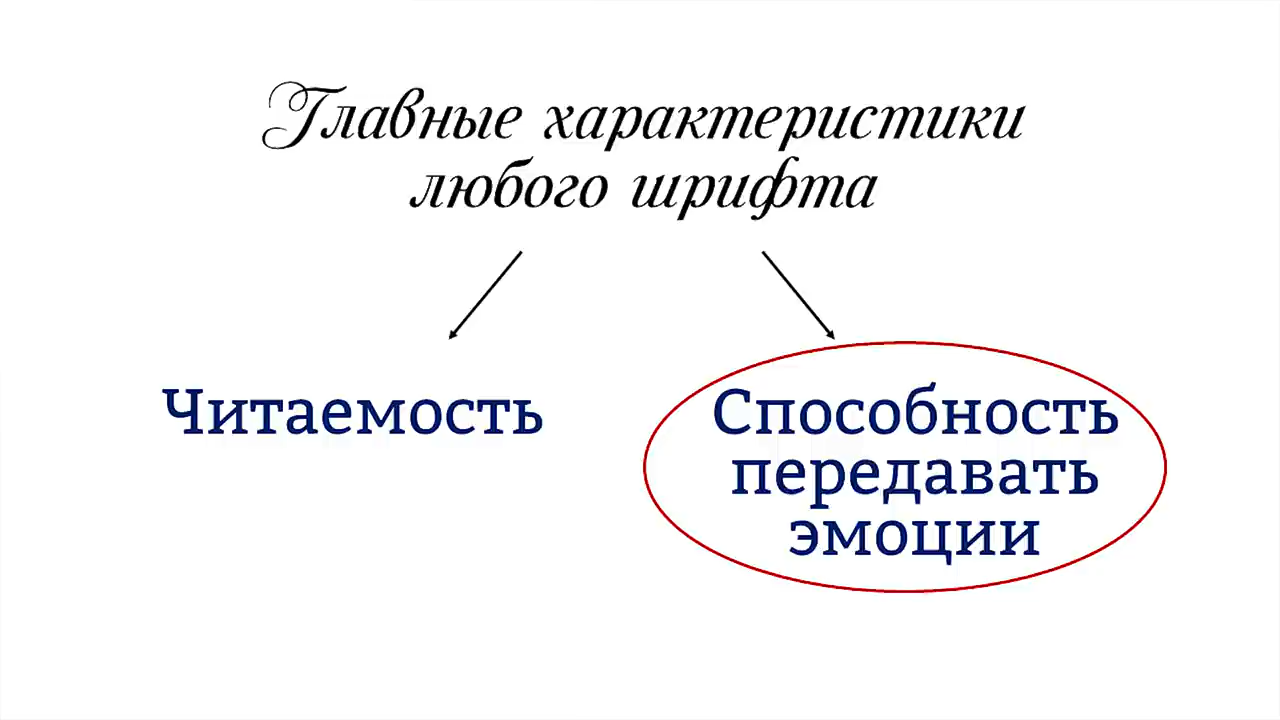 Главные характеристики
любого шрифта
Читаемость
Способность
передавать
эмоции